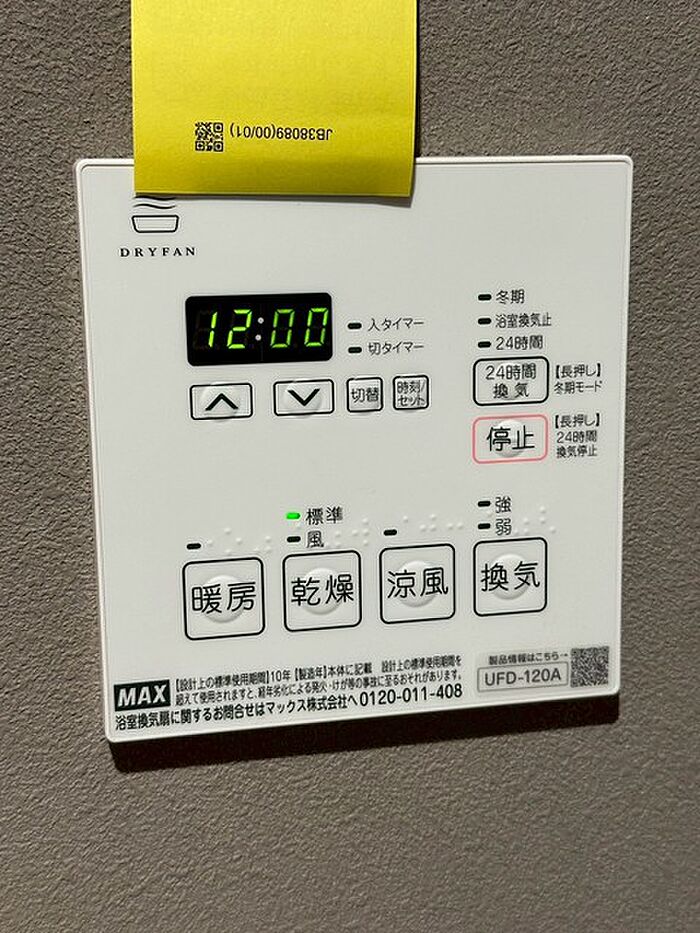 JB38089(00/01)
DRYFAN
12:00
入タイマー
切タイマー
切替
時刻/
セット
冬期
浴室換気止
24時間
24時間
換気
【長押し】
冬期モード
停止
【長押し】
24時間
換気停止
標準
風
強
弱
暖房
乾燥
涼風
換気
MAX
【設計上の標準使用期間】10年 【製造年】本体に記載 設計上の標準使用期間を
超えて使用されますと、経年劣化による発火・けが等の事故に至るおそれがあります。
浴室換気扇に関するお問合せはマックス株式会社へ 0120-011-408
製品情報はこちら→
UFD-120A